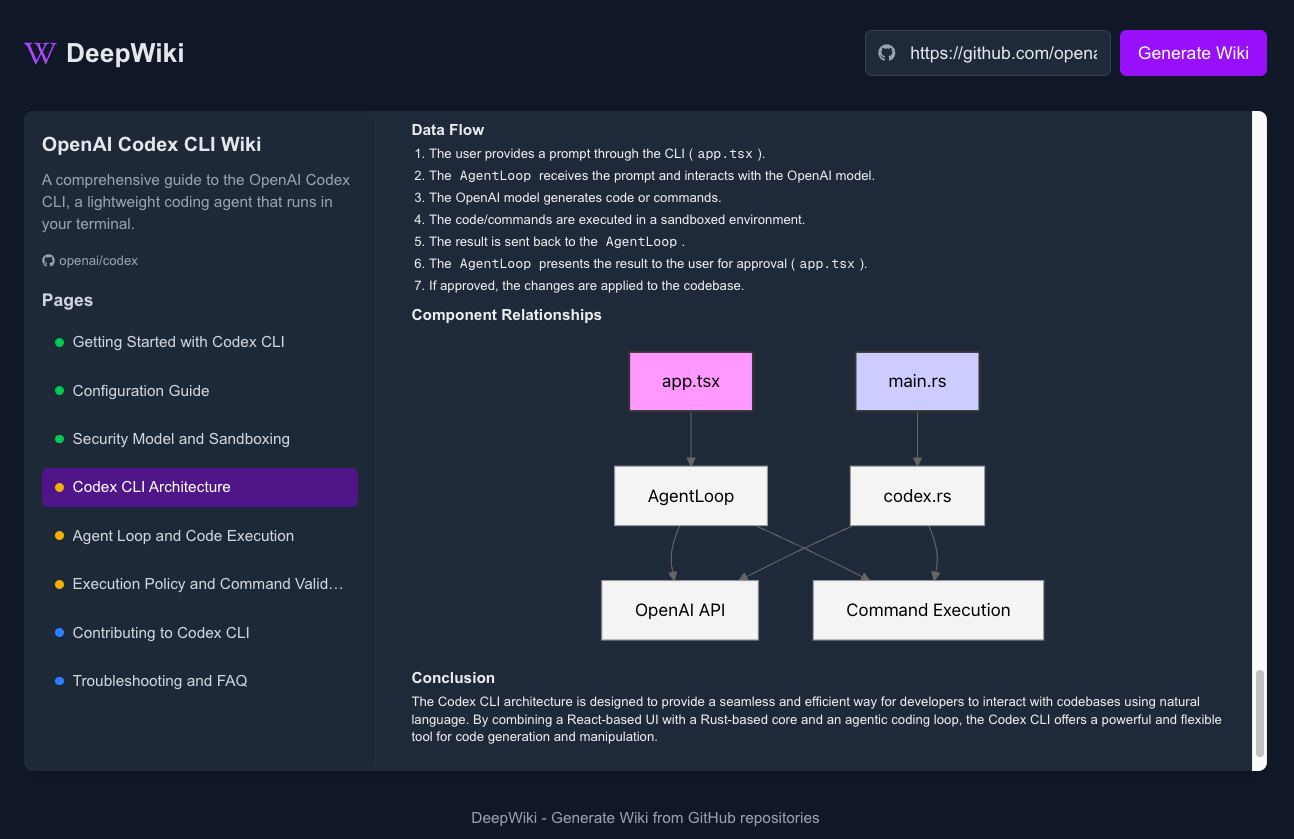 W DeepWiki
https://github.com/opena
Generate Wiki
OpenAI Codex CLI Wiki
A comprehensive guide to the OpenAI Codex
CLI, a lightweight coding agent that runs in
your terminal.
openai/codex
Pages
Getting Started with Codex CLI
Configuration Guide
Security Model and Sandboxing
Codex CLI Architecture
Agent Loop and Code Execution
Execution Policy and Command Valid…
Contributing to Codex CLI
Troubleshooting and FAQ
Data Flow
1. The user provides a prompt through the CLI ( app.tsx ).
2. The AgentLoop receives the prompt and interacts with the OpenAI model.
3. The OpenAI model generates code or commands.
4. The code/commands are executed in a sandboxed environment.
5. The result is sent back to the AgentLoop .
6. The AgentLoop presents the result to the user for approval ( app.tsx ).
7. If approved, the changes are applied to the codebase.
Component Relationships
app.tsx
main.rs
AgentLoop
codex.rs
OpenAI API
Command Execution
Conclusion
The Codex CLI architecture is designed to provide a seamless and efficient way for developers to interact with codebases using natural
language. By combining a React-based UI with a Rust-based core and an agentic coding loop, the Codex CLI offers a powerful and flexible
tool for code generation and manipulation.
DeepWiki - Generate Wiki from GitHub repositories